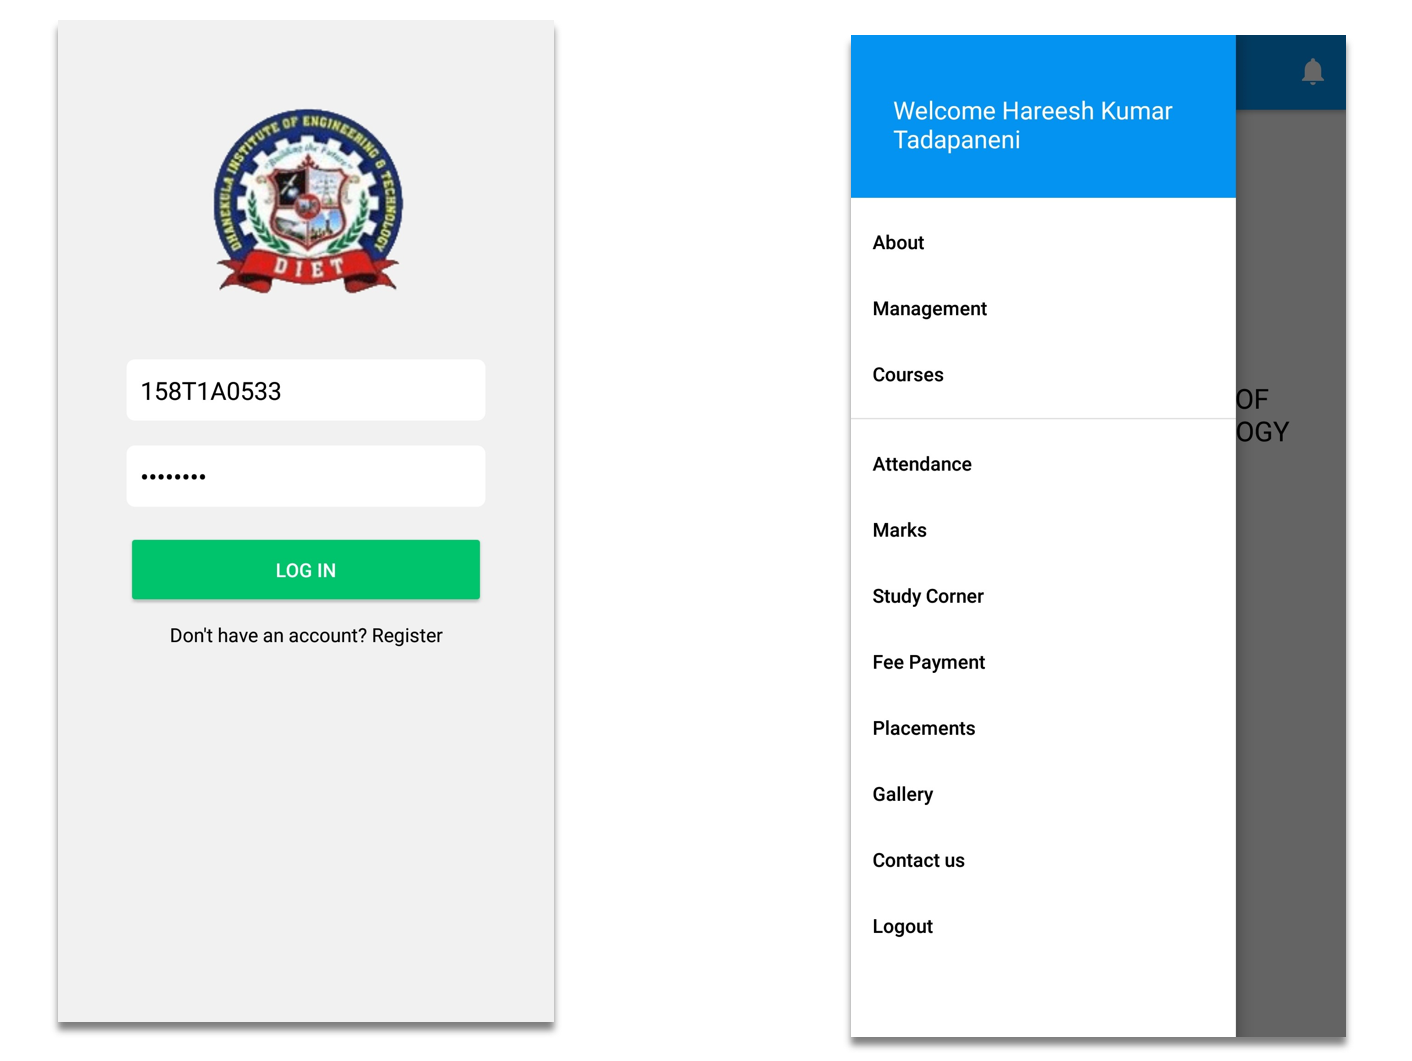 DHANEKULA INSTITUTE OF ENGINEERING & TECHNOLOGY
"Building the Future"
DIET
158T1A0533
••••••••
LOG IN
Don't have an account? Register
Welcome Hareesh Kumar
Tadapaneni
About
Management
Courses
OF
OGY
Attendance
Marks
Study Corner
Fee Payment
Placements
Gallery
Contact us
Logout